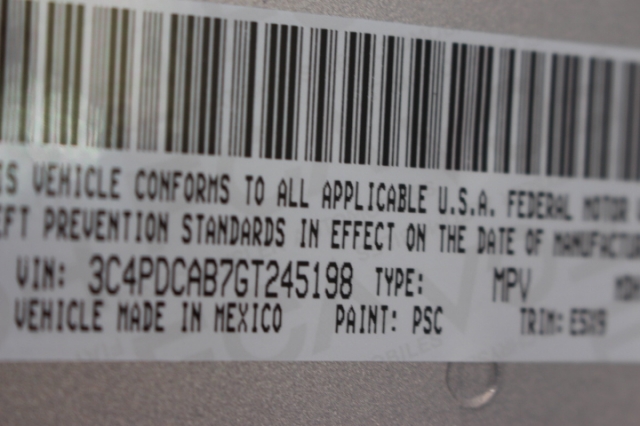 IS VEHICLE CONFORMS TO ALL APPLICABLE U.S.A. FEDERAL MOTOR
EFT PREVENTION STANDARDS IN EFFECT ON THE DATE OF MANUFACTUR
VIN: 3C4PDCAB7GT245198 TYPE: MPV
VEHICLE MADE IN MEXICO PAINT: PSC TRIM: E5X9